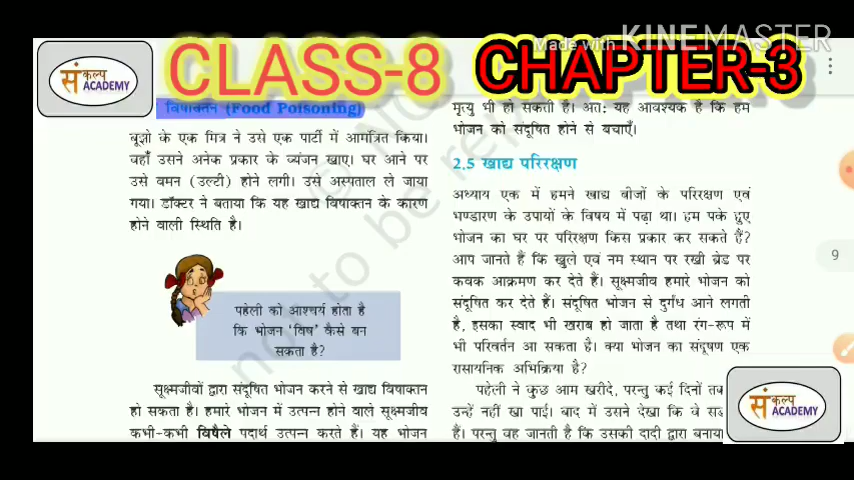 Made with KINEMASTER
CLASS-8
CHAPTER-3
संकल्प
ACADEMY
विषाक्तन (Food Poisoning)
बूझो के एक मित्र ने उसे एक पार्टी में आमंत्रित किया।
वहाँ उसने अनेक प्रकार के व्यंजन खाए। घर आने पर
उसे वमन (उल्टी) होने लगी। उसे अस्पताल ले जाया
गया। डॉक्टर ने बताया कि यह खाद्य विषाक्तन के कारण
होने वाली स्थिति है।
पहेली को आश्चर्य होता है
कि भोजन ‘विष’ कैसे बन
सकता है?
सूक्ष्मजीवों द्वारा संदूषित भोजन करने से खाद्य विषाक्तन
हो सकता है। हमारे भोजन में उत्पन्न होने वाले सूक्ष्मजीव
कभी-कभी विषैले पदार्थ उत्पन्न करते हैं। यह भोजन
मृत्यु भी हो सकती है। अतः यह आवश्यक है कि हम
भोजन को संदूषित होने से बचाएँ।
2.5 खाद्य परिरक्षण
अध्याय एक में हमने खाद्य बीजों के परिरक्षण एवं
भण्डारण के उपायों के विषय में पढ़ा था। हम पके हुए
भोजन का घर पर परिरक्षण किस प्रकार कर सकते हैं?
आप जानते हैं कि खुले एवं नम स्थान पर रखी ब्रेड पर
कवक आक्रमण कर देते हैं। सूक्ष्मजीव हमारे भोजन को
संदूषित कर देते हैं। संदूषित भोजन से दुर्गंध आने लगती
है, इसका स्वाद भी खराब हो जाता है तथा रंग-रूप में
भी परिवर्तन आ सकता है। क्या भोजन का संदूषण एक
रासायनिक अभिक्रिया है?
पहेली ने कुछ आम खरीदे, परन्तु कई दिनों
उन्हें नहीं खा पाई। बाद में उसने देखा कि वे
हैं। परन्तु वह जानती है कि उसकी दादी द्वारा
9
संकल्प
ACADEMY
not to be